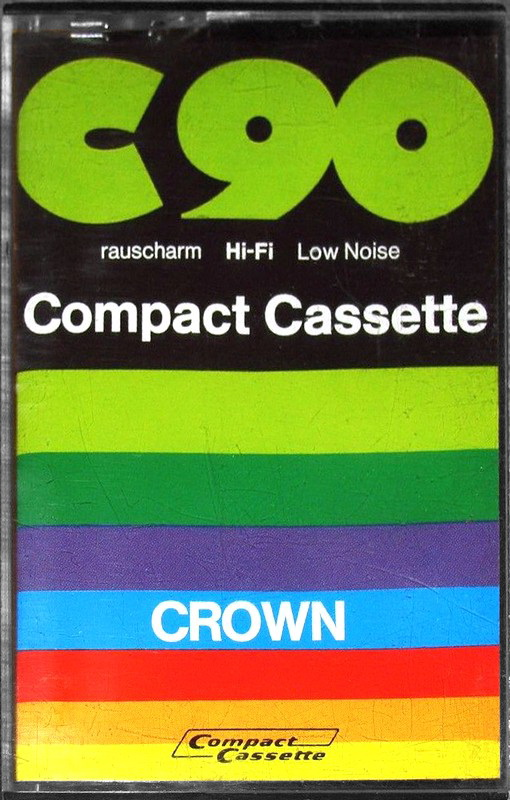 C90
rauscharm Hi-Fi Low Noise
Compact Cassette
CROWN
Compact
Cassette